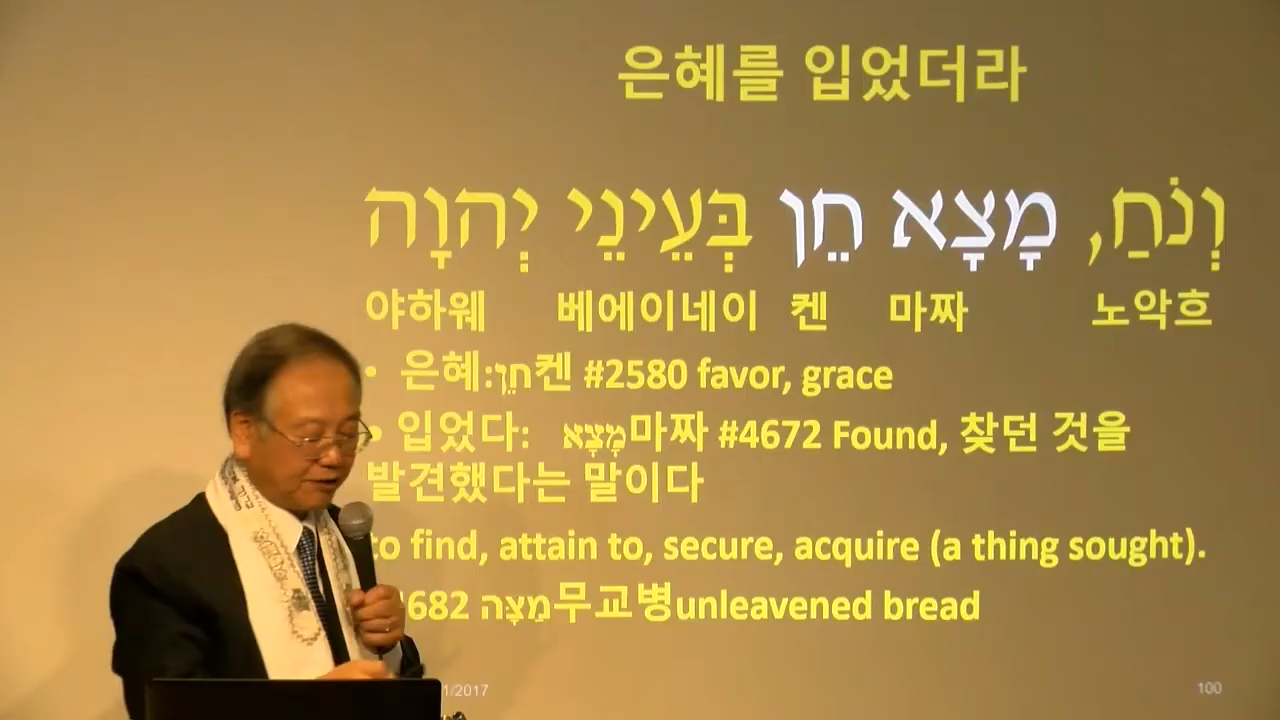 은혜를 입었더라
וְנֹחַ, מָצָא חֵן בְּעֵינֵי יְהוָה
야하웨 베에이네이 켄 마짜 노악흐
• 은혜:חֵן켄 #2580 favor, grace
• 입었다: מָצָא마짜 #4672 Found, 찾던 것을
발견했다는 말이다
to find, attain to, secure, acquire (a thing sought).
682 מַצָּה무교병unleavened bread
1/2017
100